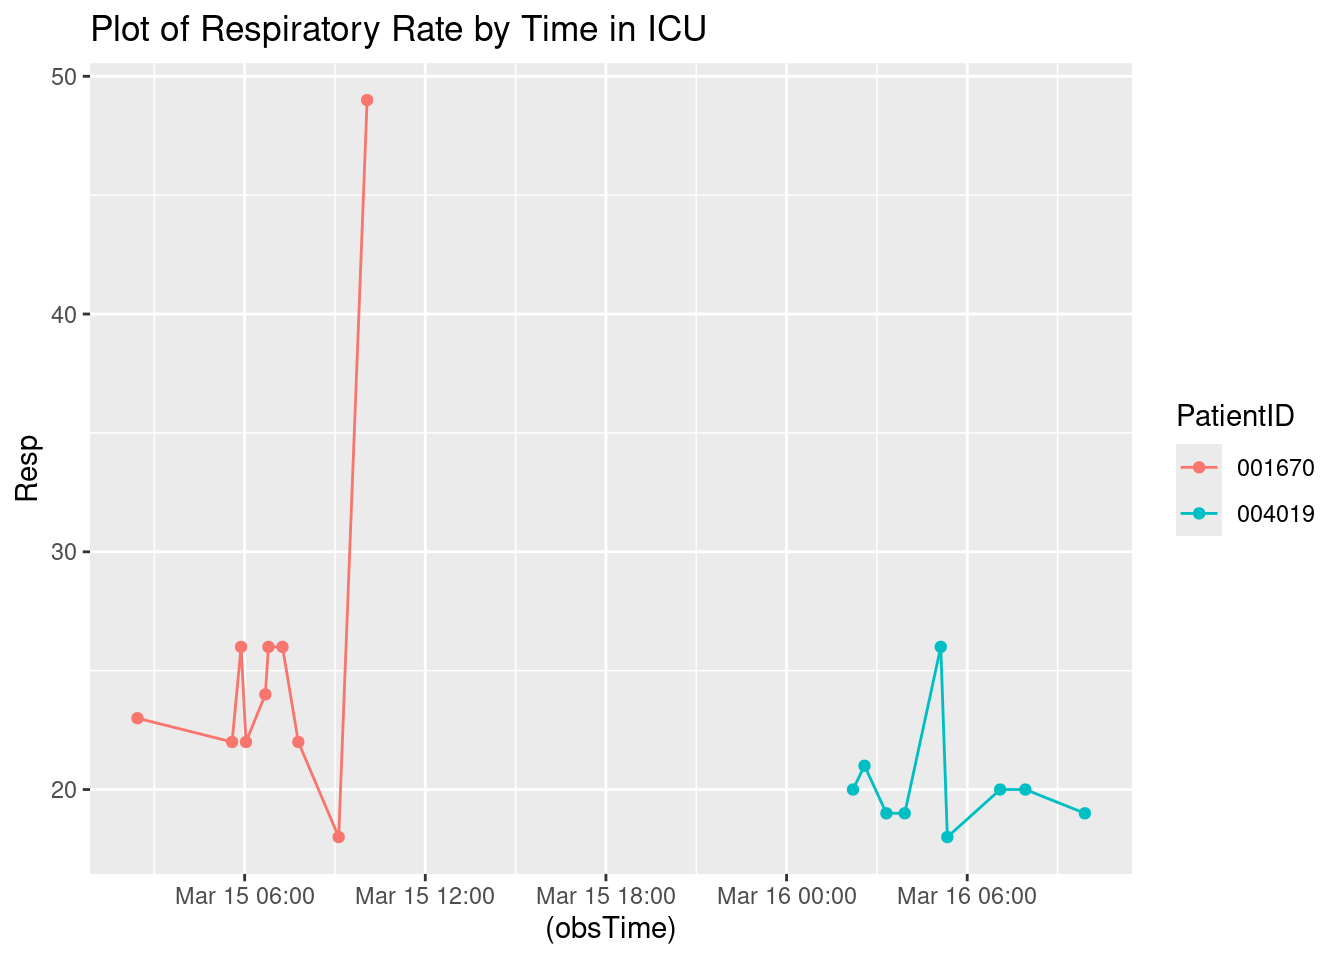 Plot of Respiratory Rate by Time in ICU
50
40
30
20
Resp
Mar 15 06:00 Mar 15 12:00 Mar 15 18:00 Mar 16 00:00 Mar 16 06:00
(obsTime)
PatientID
001670
004019